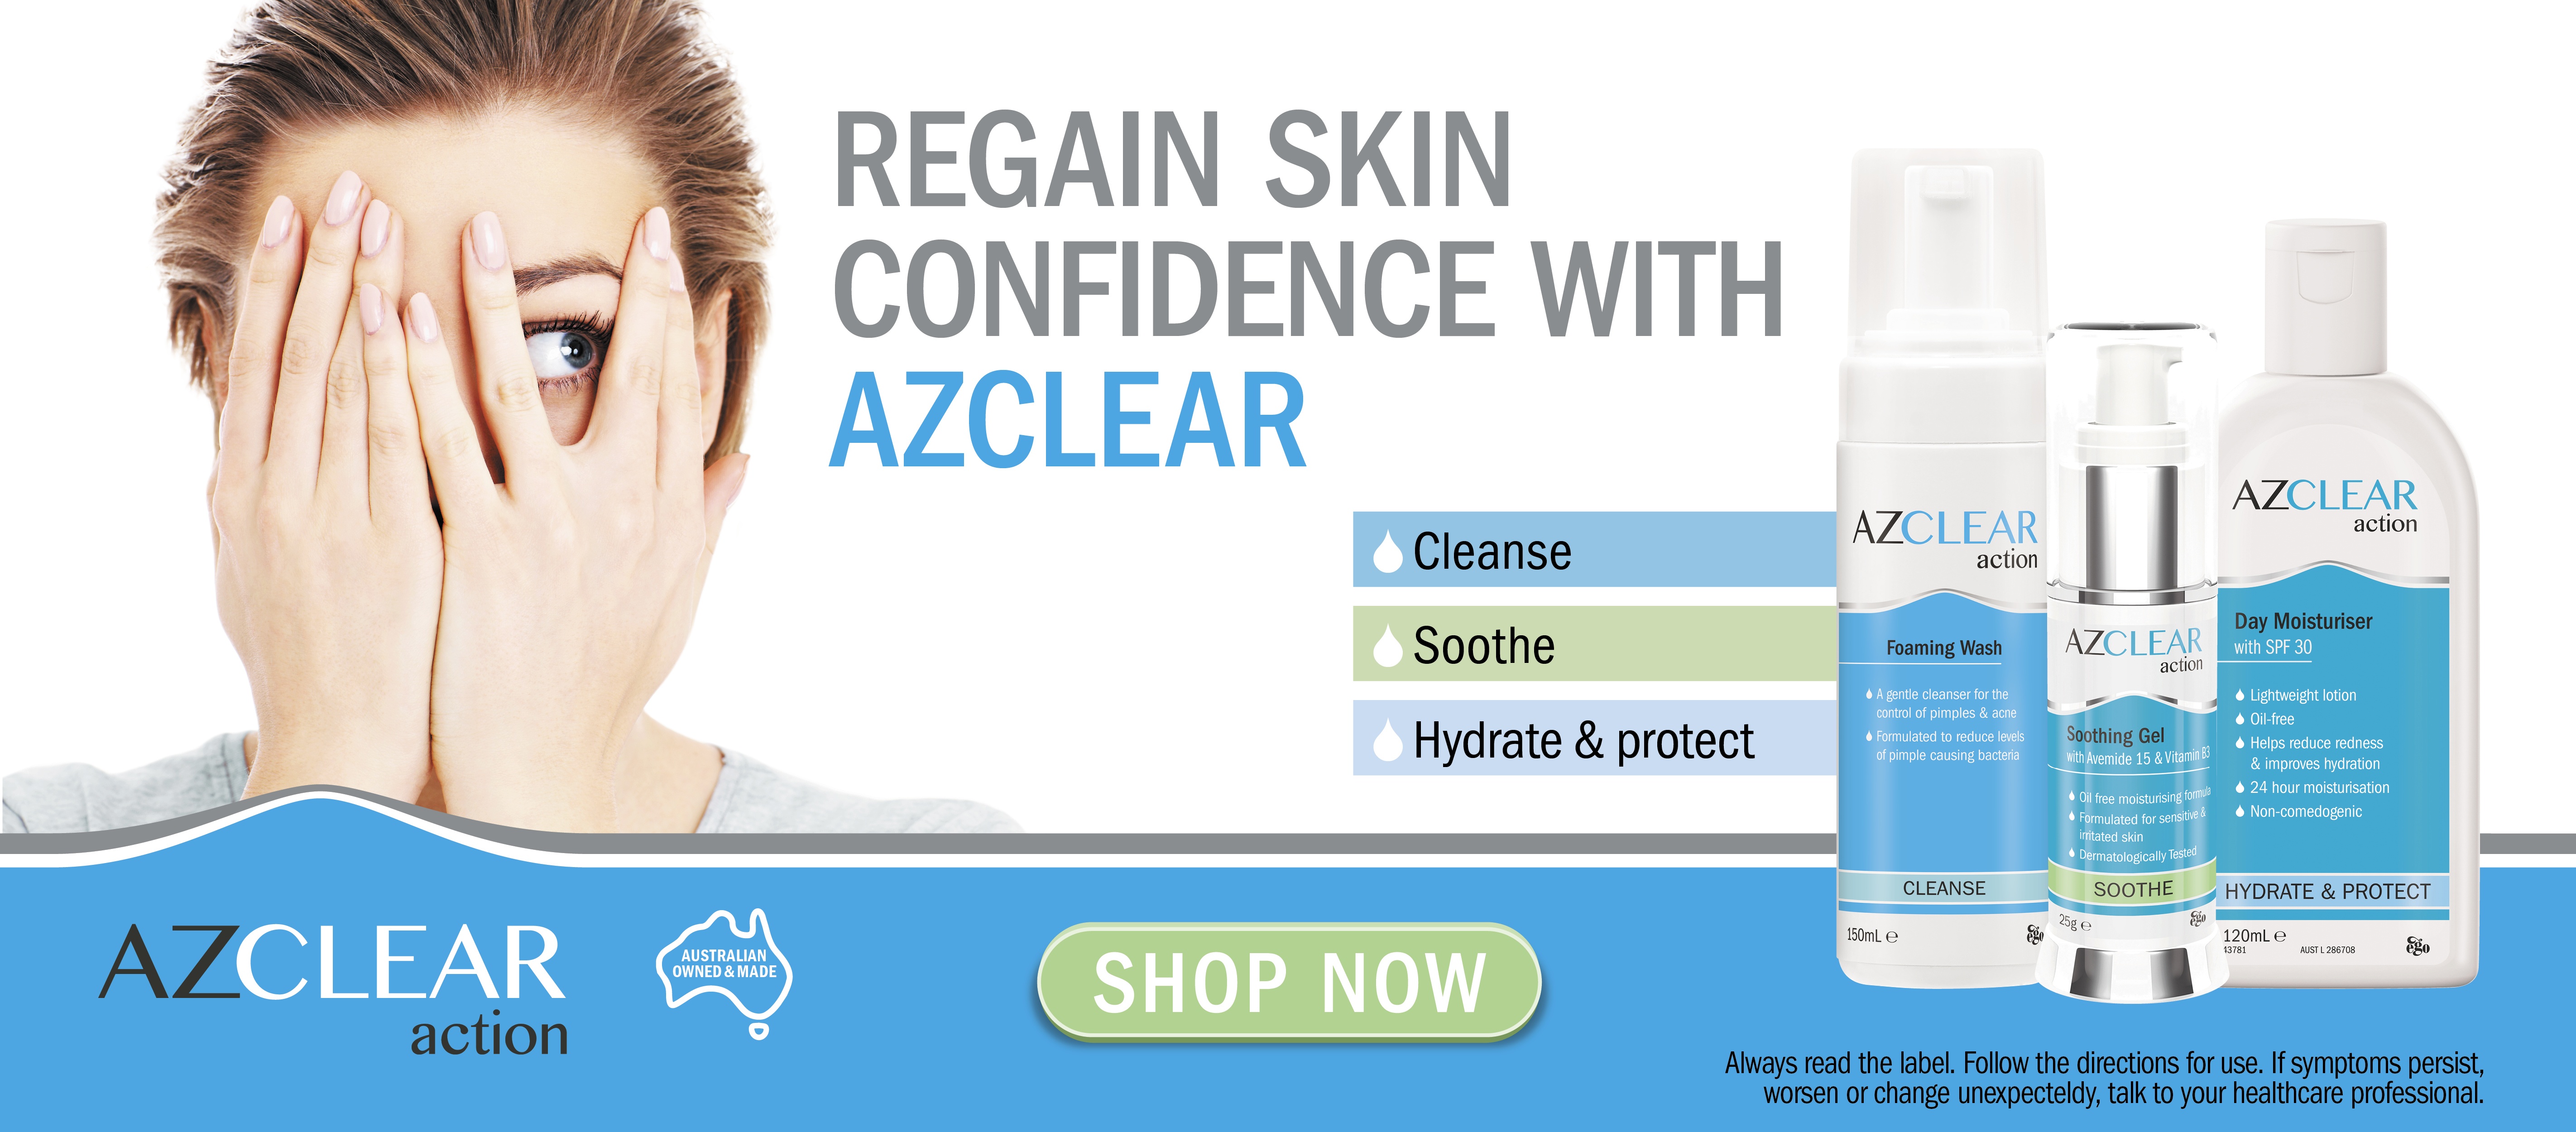 REGAIN SKIN
CONFIDENCE WITH
AZCLEAR
Cleanse
Soothe
Hydrate & protect
AZCLEAR
action
Foaming Wash
A gentle cleanser for the
control of pimples & acne
Formulated to reduce levels
of pimple causing bacteria
CLEANSE
150mL ℮
ego
AZCLEAR
action
Soothing Gel
with Avemide 15 & Vitamin B3
Oil free moisturising formula
Formulated for sensitive &
irritated skin
Dermatologically Tested
SOOTHE
25g ℮
ego
AZCLEAR
action
Day Moisturiser
with SPF 30
Lightweight lotion
Oil-free
Helps reduce redness
& improves hydration
24 hour moisturisation
Non-comedogenic
HYDRATE & PROTECT
120mL ℮
AUST L 286708
ego
AZCLEAR
action
AUSTRALIAN
OWNED & MADE
SHOP NOW
Always read the label. Follow the directions for use. If symptoms persist,
worsen or change unexpecteldy, talk to your healthcare professional.